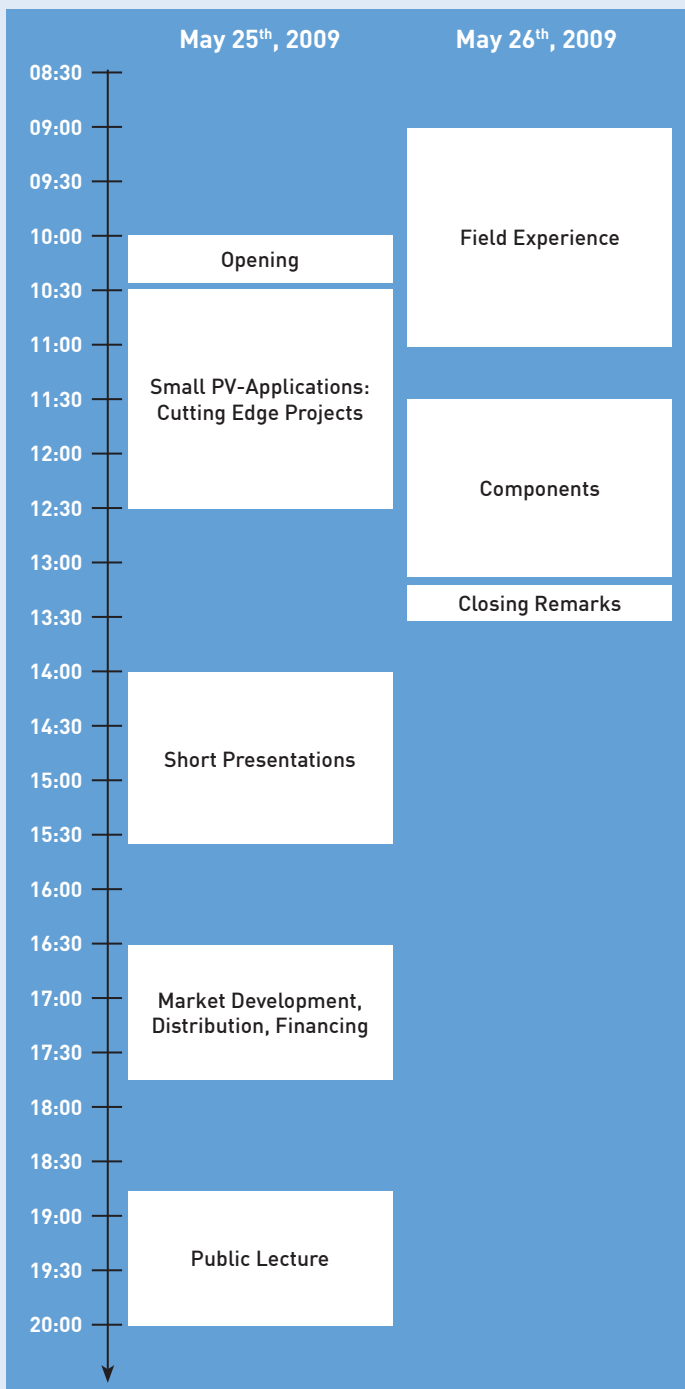 May 25th, 2009
May 26th, 2009
08:30
09:00
09:30
10:00
10:30
11:00
11:30
12:00
12:30
13:00
13:30
14:00
14:30
15:00
15:30
16:00
16:30
17:00
17:30
18:00
18:30
19:00
19:30
20:00
Opening
Small PV-Applications:
Cutting Edge Projects
Short Presentations
Market Development,
Distribution, Financing
Public Lecture
Field Experience
Components
Closing Remarks